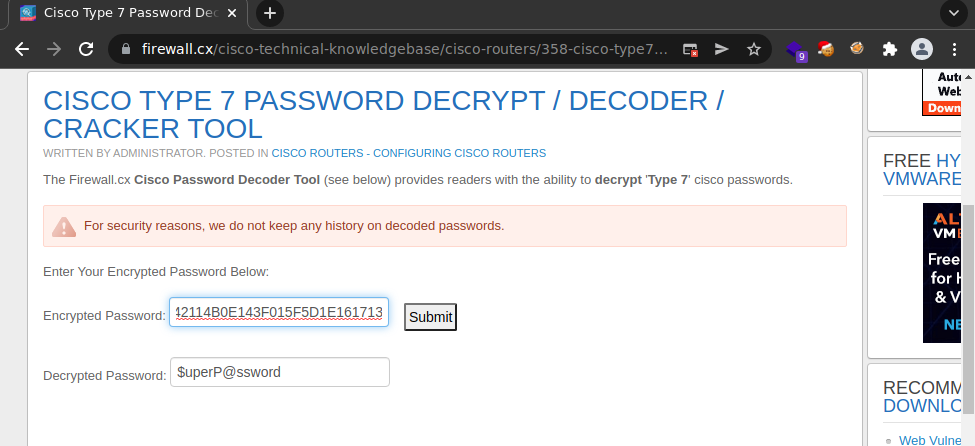 Cisco Type 7 Password Dec
firewall.cx/cisco-technical-knowledgebase/cisco-routers/358-cisco-type7...
9
CISCO TYPE 7 PASSWORD DECRYPT / DECODER /
CRACKER TOOL
WRITTEN BY ADMINISTRATOR. POSTED IN CISCO ROUTERS - CONFIGURING CISCO ROUTERS
The Firewall.cx Cisco Password Decoder Tool (see below) provides readers with the ability to decrypt 'Type 7' cisco passwords.
For security reasons, we do not keep any history on decoded passwords.
Enter Your Encrypted Password Below:
Encrypted Password: 42114B0E143F015F5D1E161713
Submit
Decrypted Password: $uperP@ssword
Auto
Web
Down
FREE HY
VMWARE
AL
VM
Free
for H
& V
NE
RECOMM
DOWNLO
Web Vulne